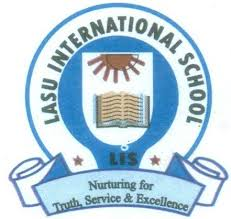 LASU INTERNATIONAL SCHOOL
LIS
Nurturing for
Truth, Service & Excellence